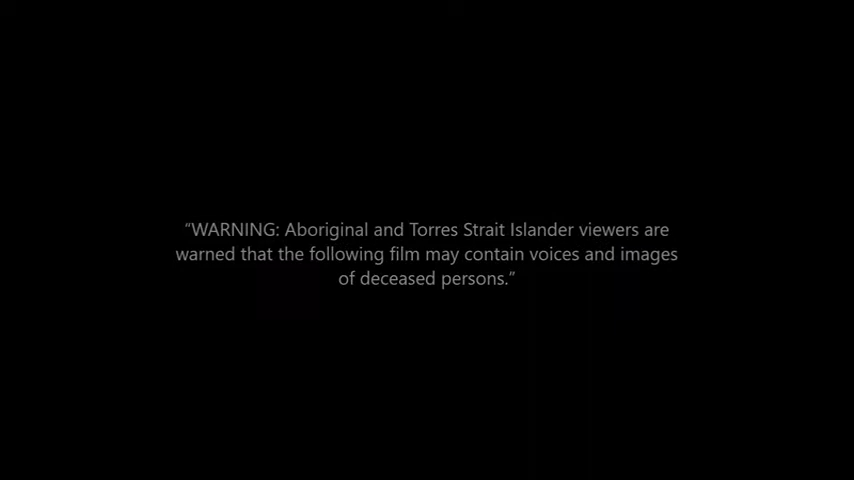 “WARNING: Aboriginal and Torres Strait Islander viewers are
warned that the following film may contain voices and images
of deceased persons.”